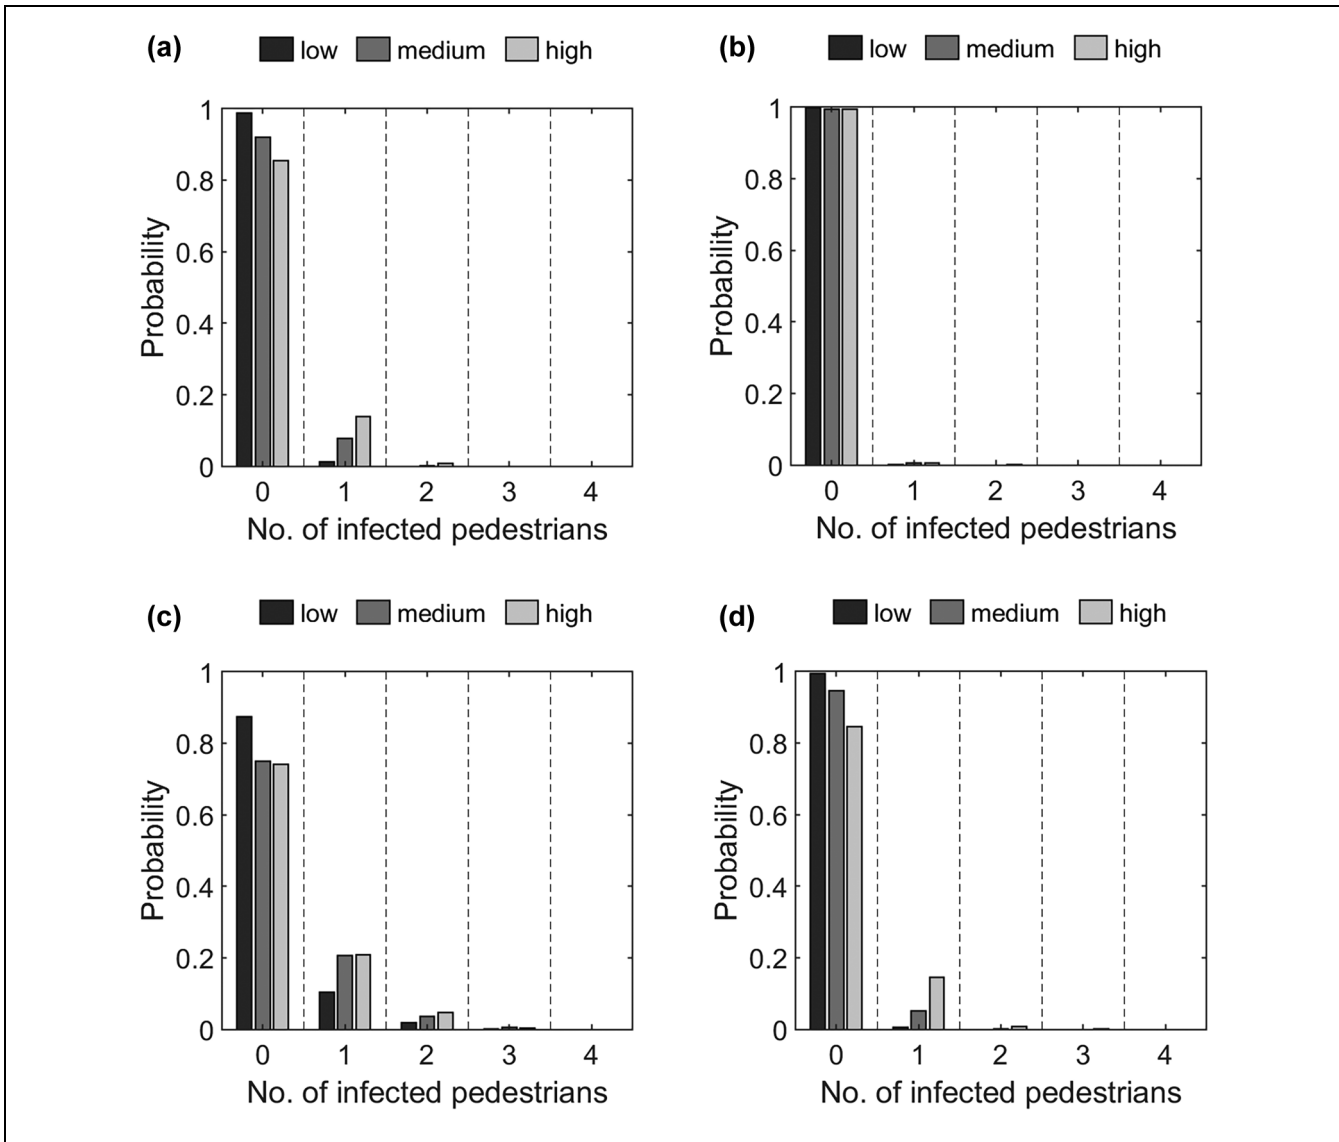 (a) low medium high
1
0.8
0.6
0.4
0.2
0
Probability
0 1 2 3 4
No. of infected pedestrians
(b) low medium high
1
0.8
0.6
0.4
0.2
0
Probability
0 1 2 3 4
No. of infected pedestrians
(c) low medium high
1
0.8
0.6
0.4
0.2
0
Probability
0 1 2 3 4
No. of infected pedestrians
(d) low medium high
1
0.8
0.6
0.4
0.2
0
Probability
0 1 2 3 4
No. of infected pedestrians